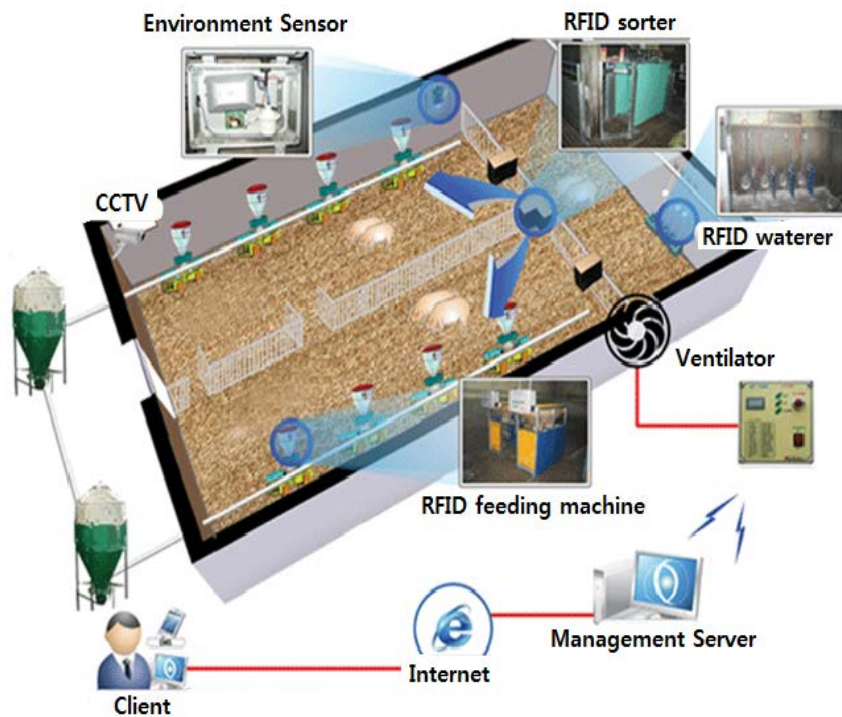 Environment Sensor
RFID sorter
CCTV
RFID waterer
Ventilator
RFID feeding machine
Management Server
Internet
Client